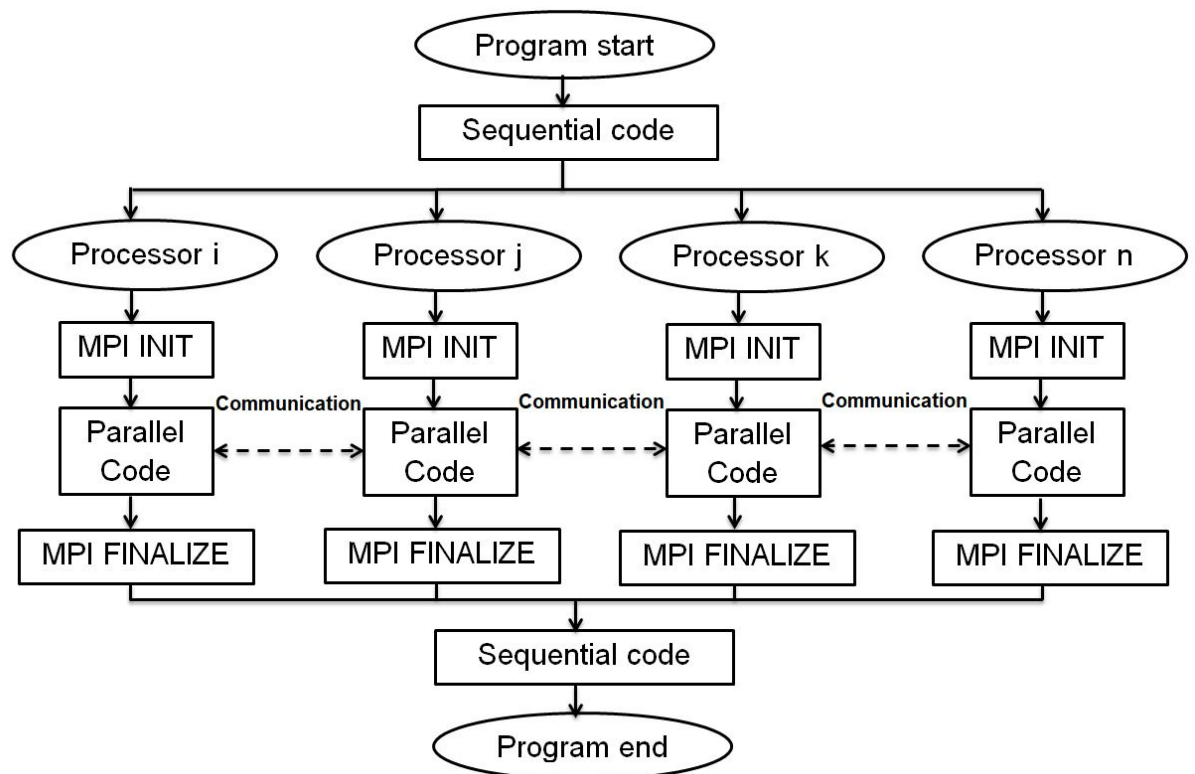 Program start
Sequential code
Processor i
Processor j
Processor k
Processor n
MPI INIT
MPI INIT
MPI INIT
MPI INIT
Communication
Communication
Communication
Parallel
Code
Parallel
Code
Parallel
Code
Parallel
Code
MPI FINALIZE
MPI FINALIZE
MPI FINALIZE
MPI FINALIZE
Sequential code
Program end